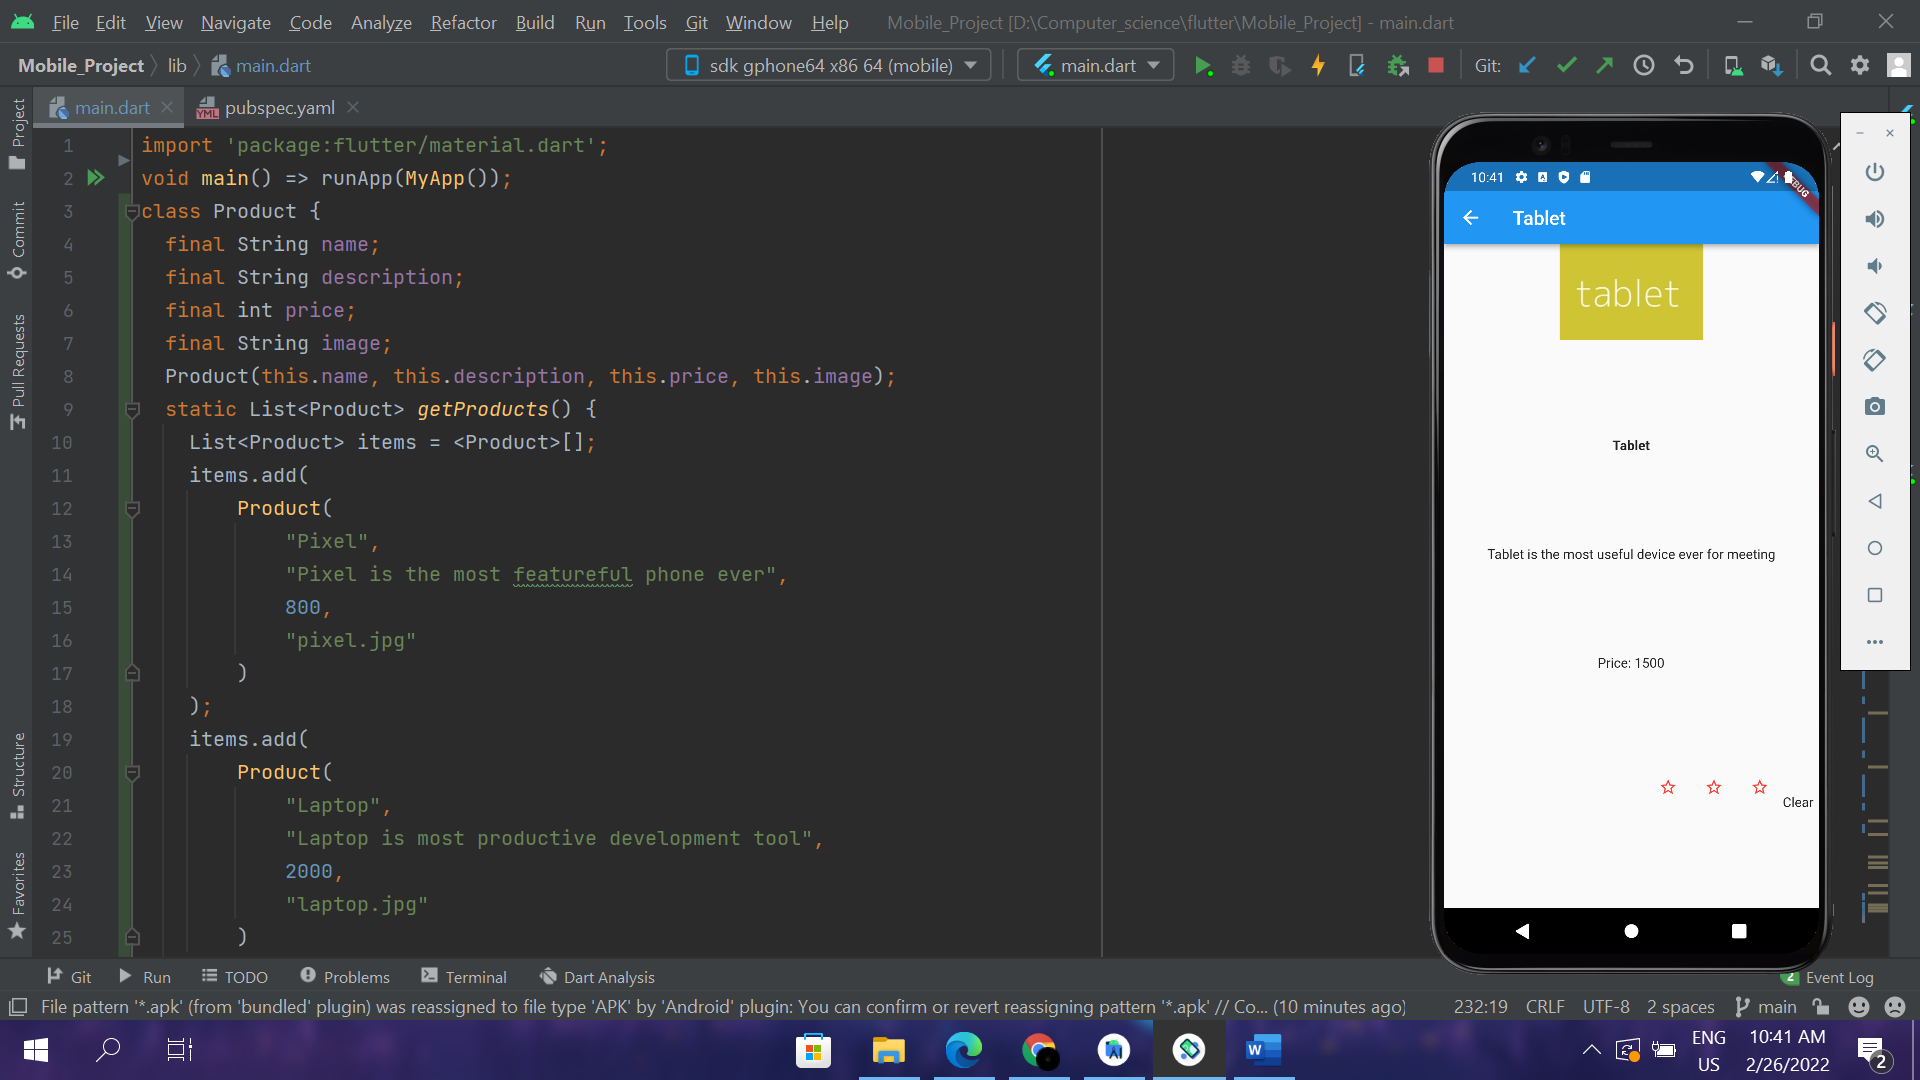 File Edit View Navigate Code Analyze Refactor Build Run Tools Git Window Help Mobile_Project [D:\Computer_science\flutter\Mobile_Project] - main.dart
Mobile_Project lib main.dart sdk gphone64 x86 64 (mobile) main.dart Git:
main.dart pubspec.yaml
Project
Commit
Pull Requests
Structure
Favorites
1 import 'package:flutter/material.dart';
2 void main() => runApp(MyApp());
3 class Product {
4 final String name;
5 final String description;
6 final int price;
7 final String image;
8 Product(this.name, this.description, this.price, this.image);
9 static List<Product> getProducts() {
10 List<Product> items = <Product>[];
11 items.add(
12 Product(
13 "Pixel",
14 "Pixel is the most featureful phone ever",
15 800,
16 "pixel.jpg"
17 )
18 );
19 items.add(
20 Product(
21 "Laptop",
22 "Laptop is most productive development tool",
23 2000,
24 "laptop.jpg"
25 )
10:41
Tablet
tablet
Tablet
Tablet is the most useful device ever for meeting
Price: 1500
Clear
Git Run TODO Problems Terminal Dart Analysis 2 Event Log
File pattern '*.apk' (from 'bundled' plugin) was reassigned to file type 'APK' by 'Android' plugin: You can confirm or revert reassigning pattern '*.apk' // Co... (10 minutes ago) 232:19 CRLF UTF-8 2 spaces main
ENG
US
10:41 AM
2/26/2022
2